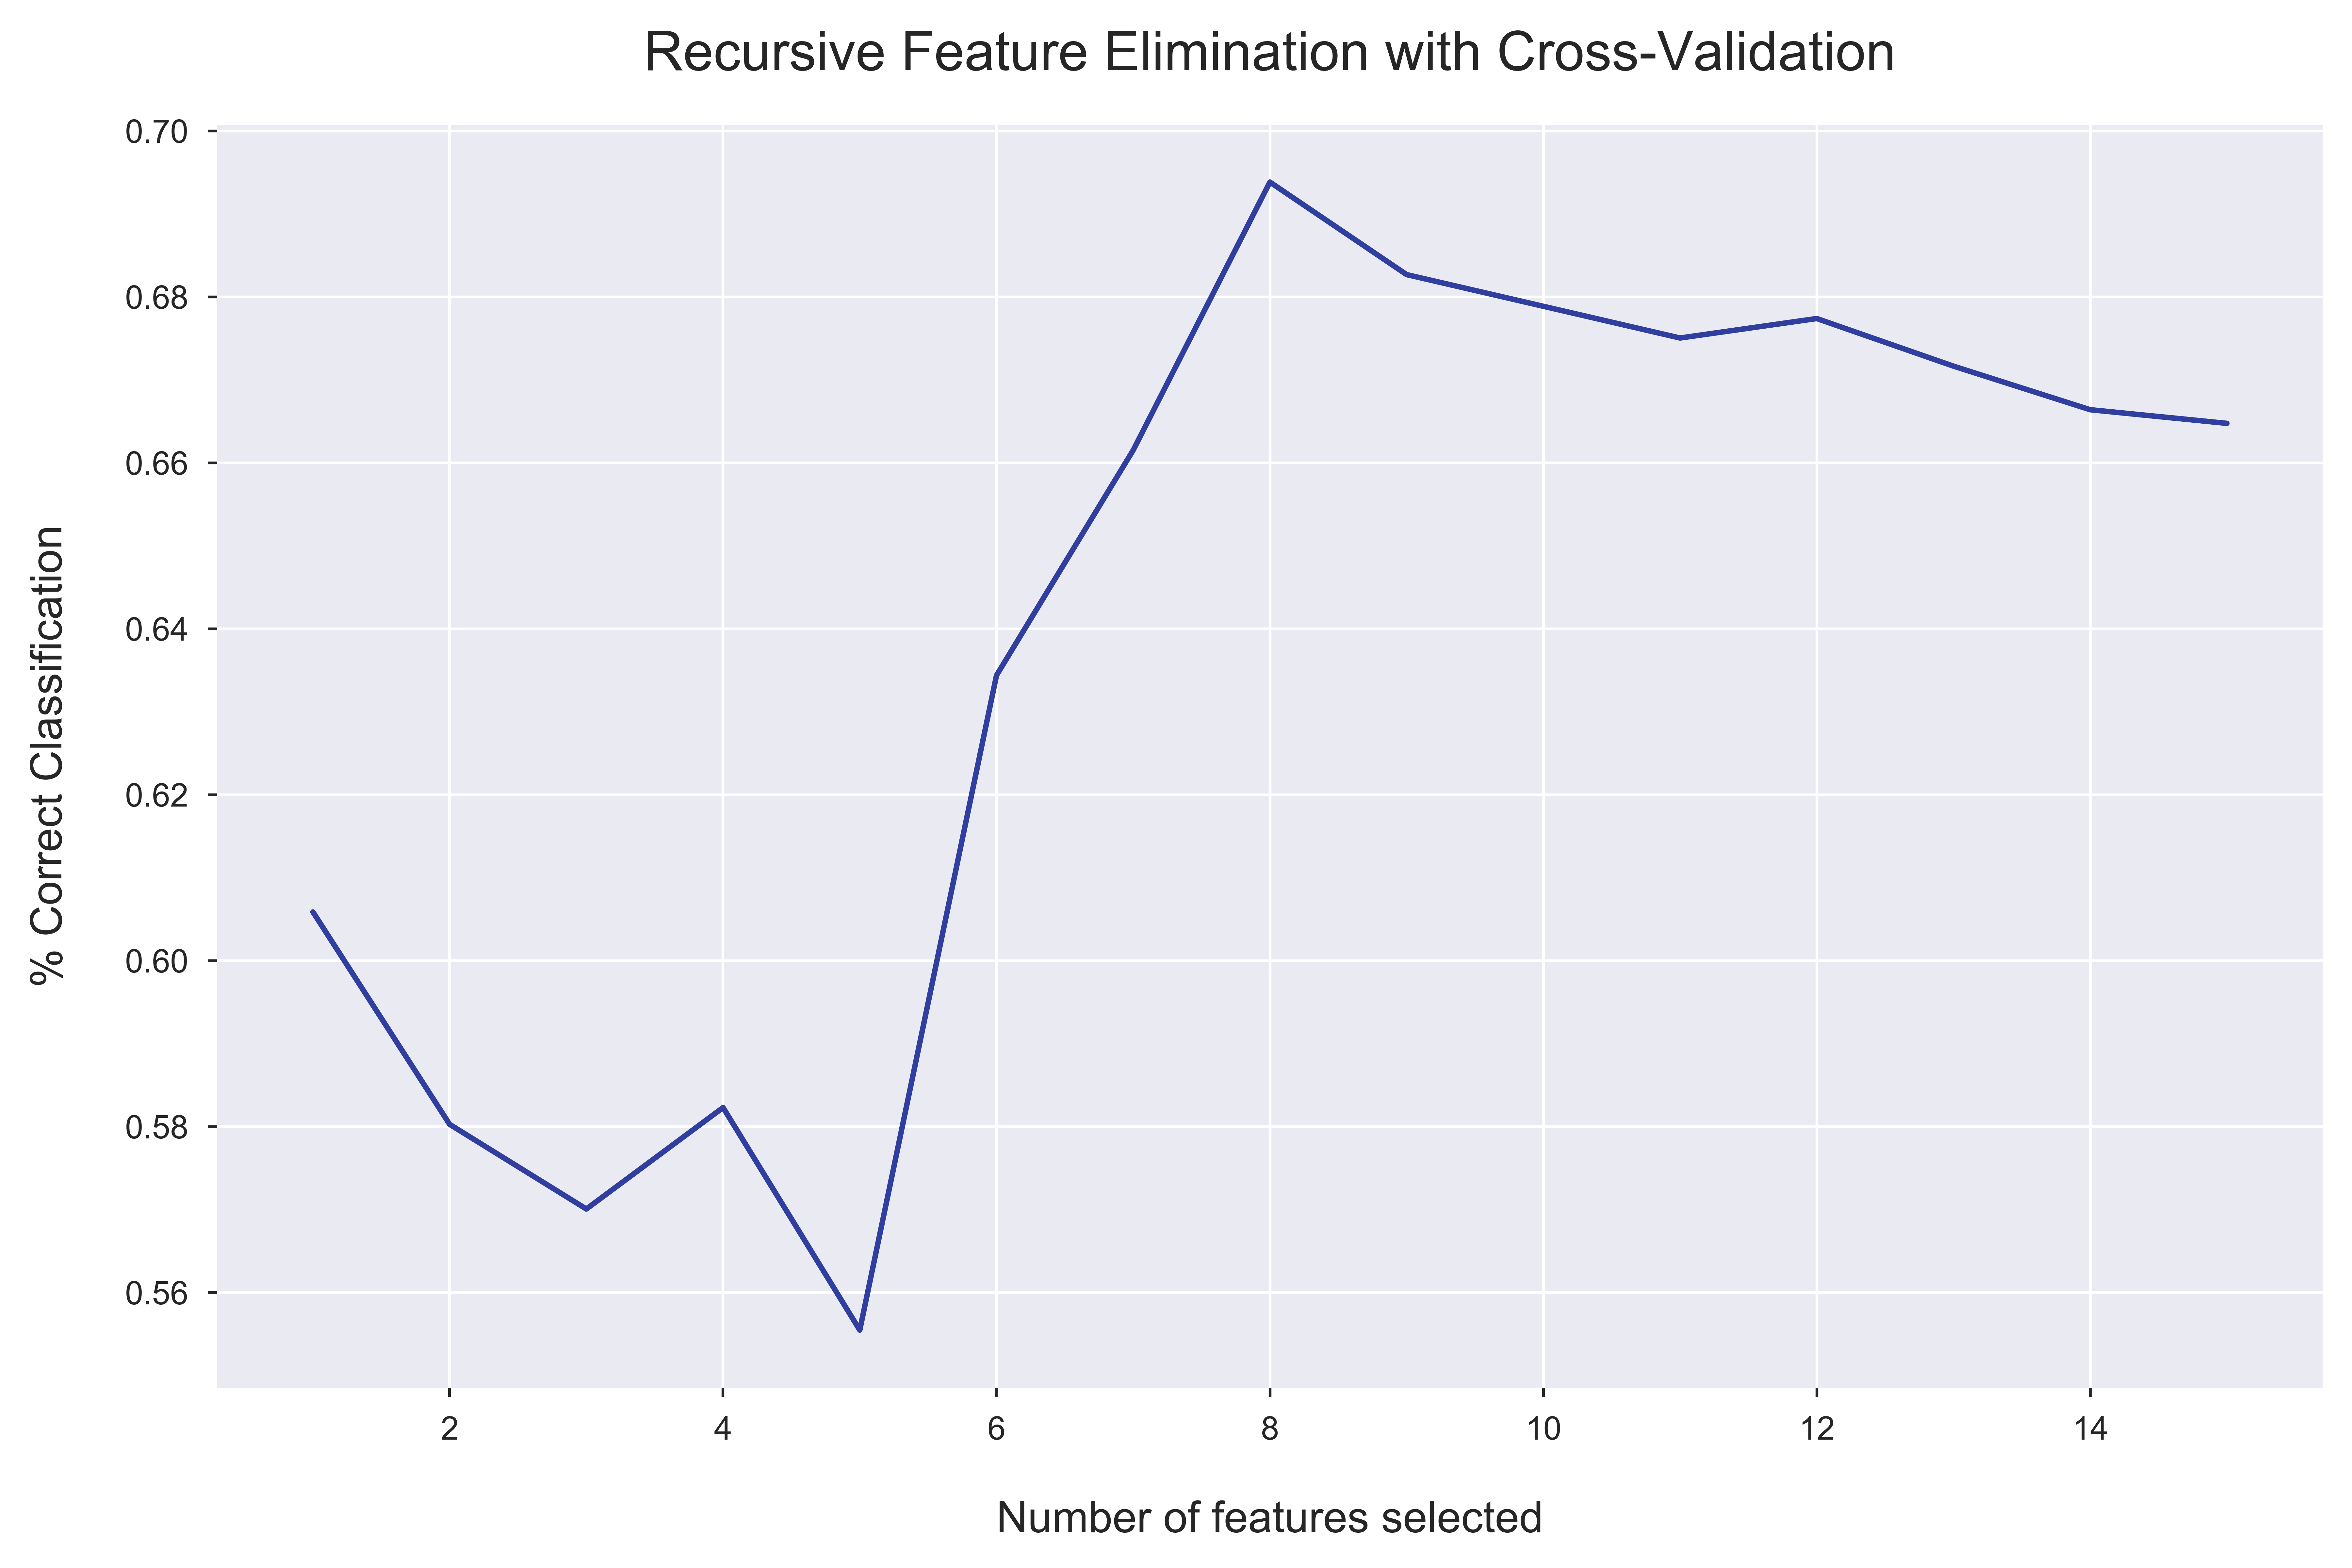 Recursive Feature Elimination with Cross-Validation
0.70
0.68
0.66
0.64
0.62
0.60
0.58
0.56
% Correct Classification
2 4 6 8 10 12 14
Number of features selected